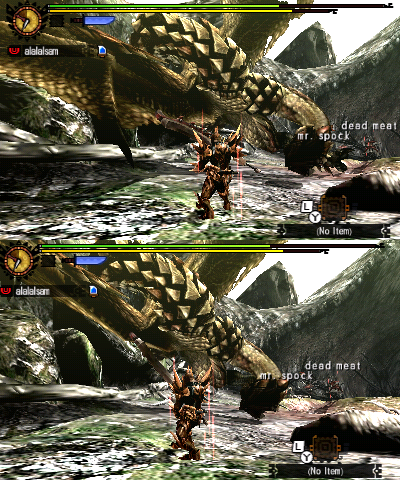 alalalsam
dead meat
mr. spock
L
Y
(No Item)
alalalsam
dead meat
mr. spock
L
Y
(No Item)